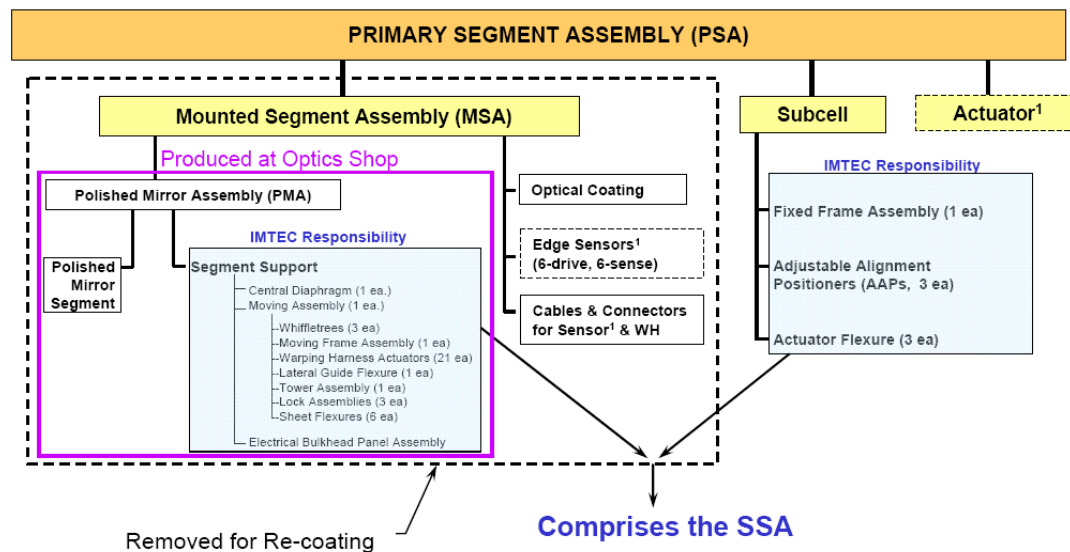 PRIMARY SEGMENT ASSEMBLY (PSA)
Mounted Segment Assembly (MSA)
Subcell
Actuator¹
Produced at Optics Shop
Polished Mirror Assembly (PMA)
Polished
Mirror
Segment
IMTEC Responsibility
Segment Support
Central Diaphragm (1 ea.)
Moving Assembly (1 ea.)
Whiffletrees (3 ea)
Moving Frame Assembly (1 ea)
Warping Harness Actuators (21 ea)
Lateral Guide Flexure (1 ea)
Tower Assembly (1 ea)
Lock Assemblies (3 ea)
Sheet Flexures (6 ea)
Electrical Bulkhead Panel Assembly
Optical Coating
Edge Sensors¹
(6-drive, 6-sense)
Cables & Connectors
for Sensor¹ & WH
IMTEC Responsibility
Fixed Frame Assembly (1 ea)
Adjustable Alignment
Positioners (AAPs, 3 ea)
Actuator Flexure (3 ea)
Removed for Re-coating
Comprises the SSA